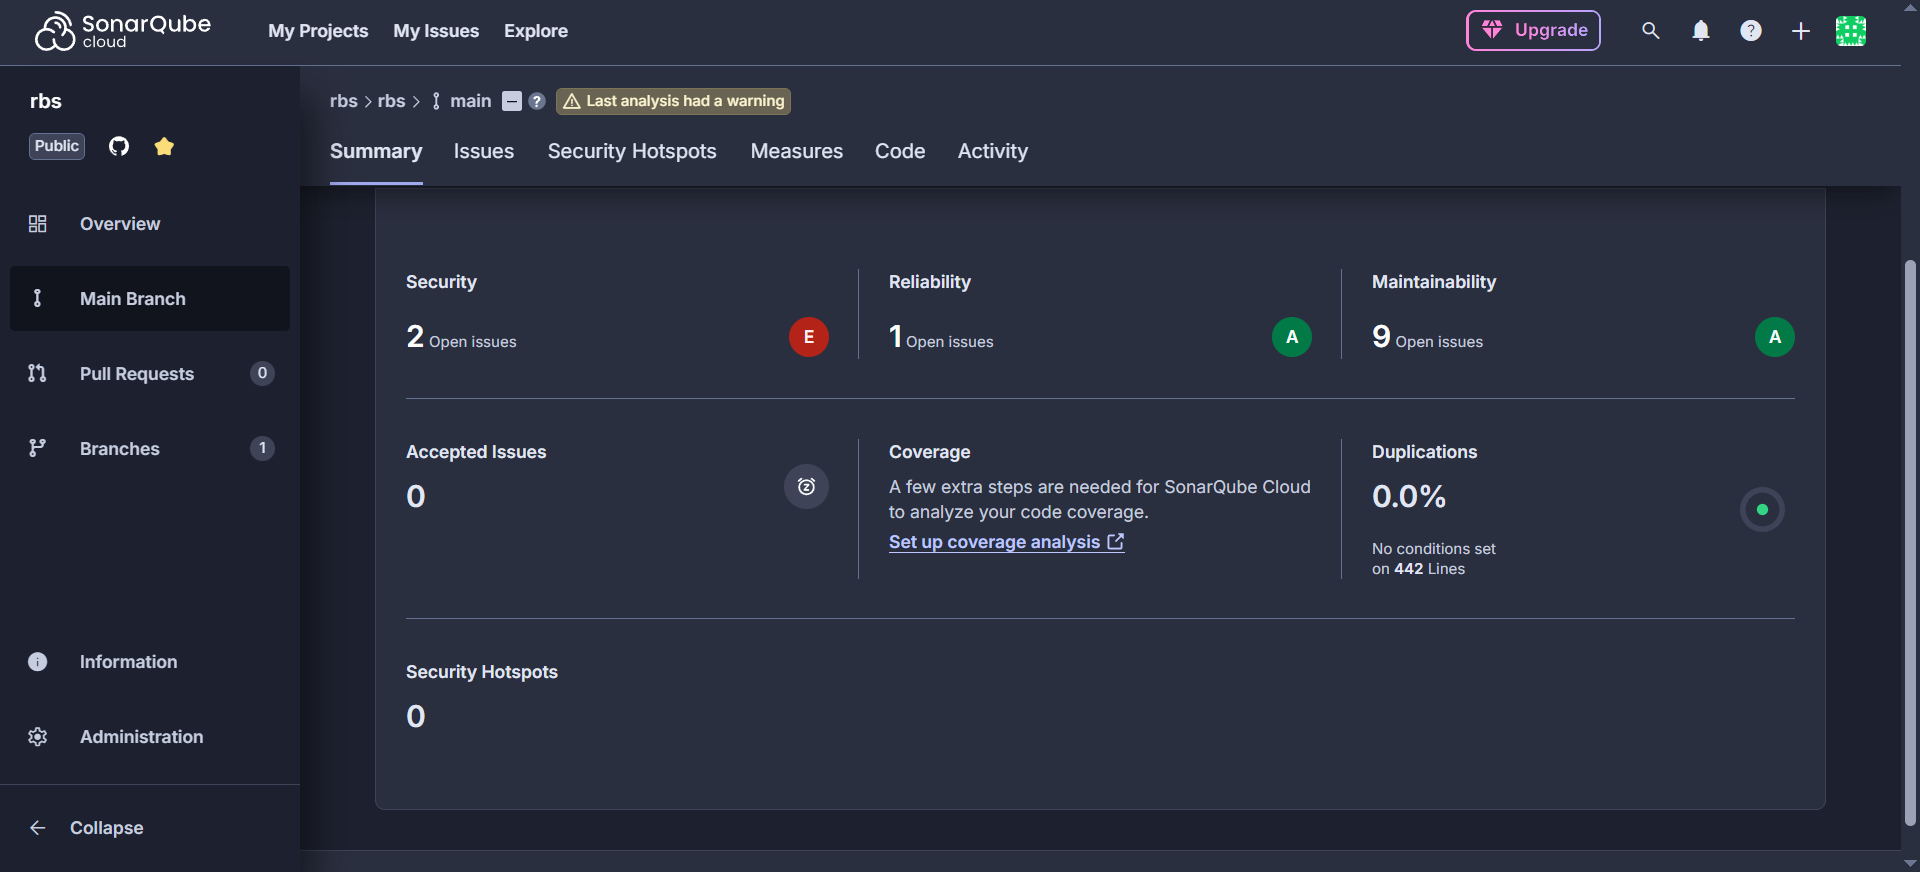 SonarQube
cloud
My Projects
My Issues
Explore
Upgrade
?
rbs
Public
Overview
Main Branch
Pull Requests
0
Branches
1
Information
Administration
Collapse
rbs
rbs
main
?
Last analysis had a warning
Summary
Issues
Security Hotspots
Measures
Code
Activity
Security
2 Open issues
E
Reliability
1 Open issues
A
Maintainability
9 Open issues
A
Accepted Issues
0
Coverage
A few extra steps are needed for SonarQube Cloud
to analyze your code coverage.
Set up coverage analysis
Duplications
0.0%
No conditions set
on 442 Lines
Security Hotspots
0